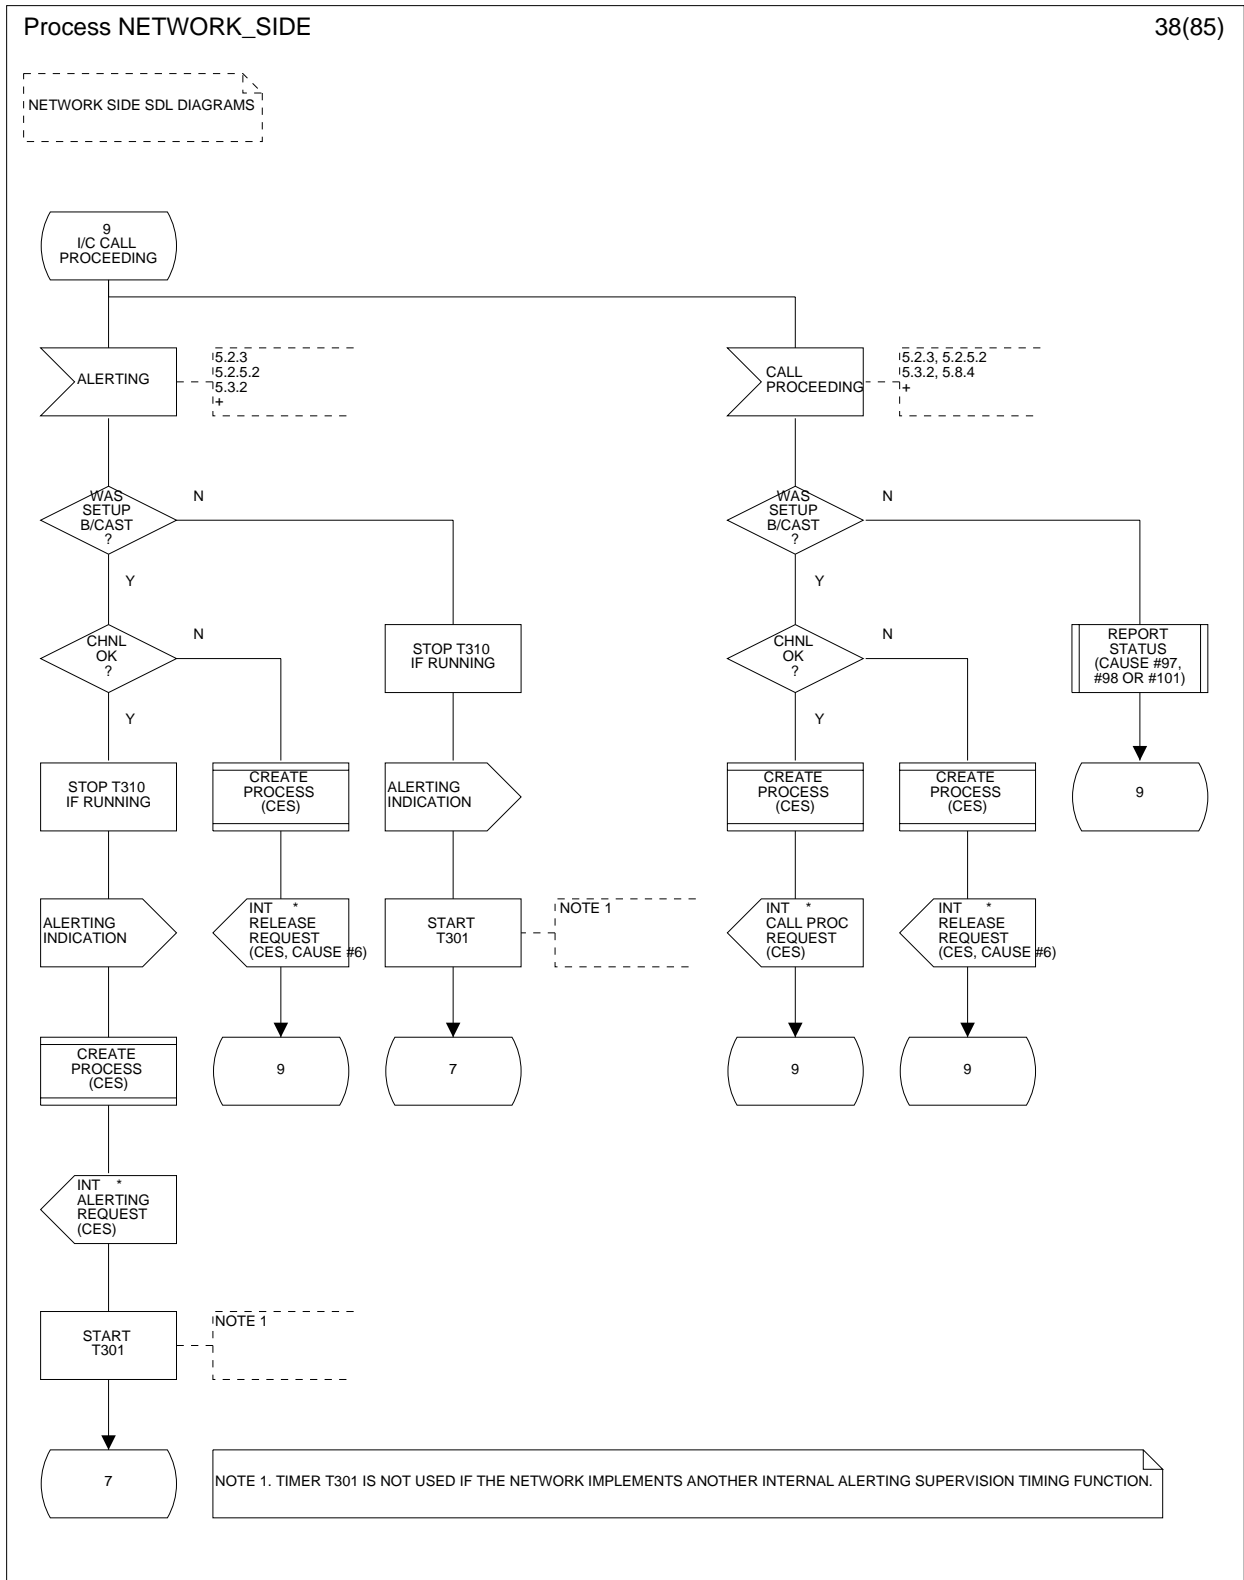 Process NETWORK_SIDE
38(85)
NETWORK SIDE SDL DIAGRAMS
9
I/C CALL
PROCEEDING
ALERTING
5.2.3
5.2.5.2
5.3.2
+
CALL
PROCEEDING
5.2.3, 5.2.5.2
5.3.2, 5.8.4
+
WAS
SETUP
B/CAST
?
N
Y
WAS
SETUP
B/CAST
?
N
Y
CHNL
OK
?
N
Y
STOP T310
IF RUNNING
CHNL
OK
?
N
Y
REPORT
STATUS
(CAUSE #97,
#98 OR #101)
STOP T310
IF RUNNING
CREATE
PROCESS
(CES)
ALERTING
INDICATION
CREATE
PROCESS
(CES)
CREATE
PROCESS
(CES)
9
ALERTING
INDICATION
INT *
RELEASE
REQUEST
(CES, CAUSE #6)
START
T301
NOTE 1
INT *
CALL PROC
REQUEST
(CES)
INT *
RELEASE
REQUEST
(CES, CAUSE #6)
CREATE
PROCESS
(CES)
9
7
9
9
INT *
ALERTING
REQUEST
(CES)
START
T301
NOTE 1
7
NOTE 1. TIMER T301 IS NOT USED IF THE NETWORK IMPLEMENTS ANOTHER INTERNAL ALERTING SUPERVISION TIMING FUNCTION.